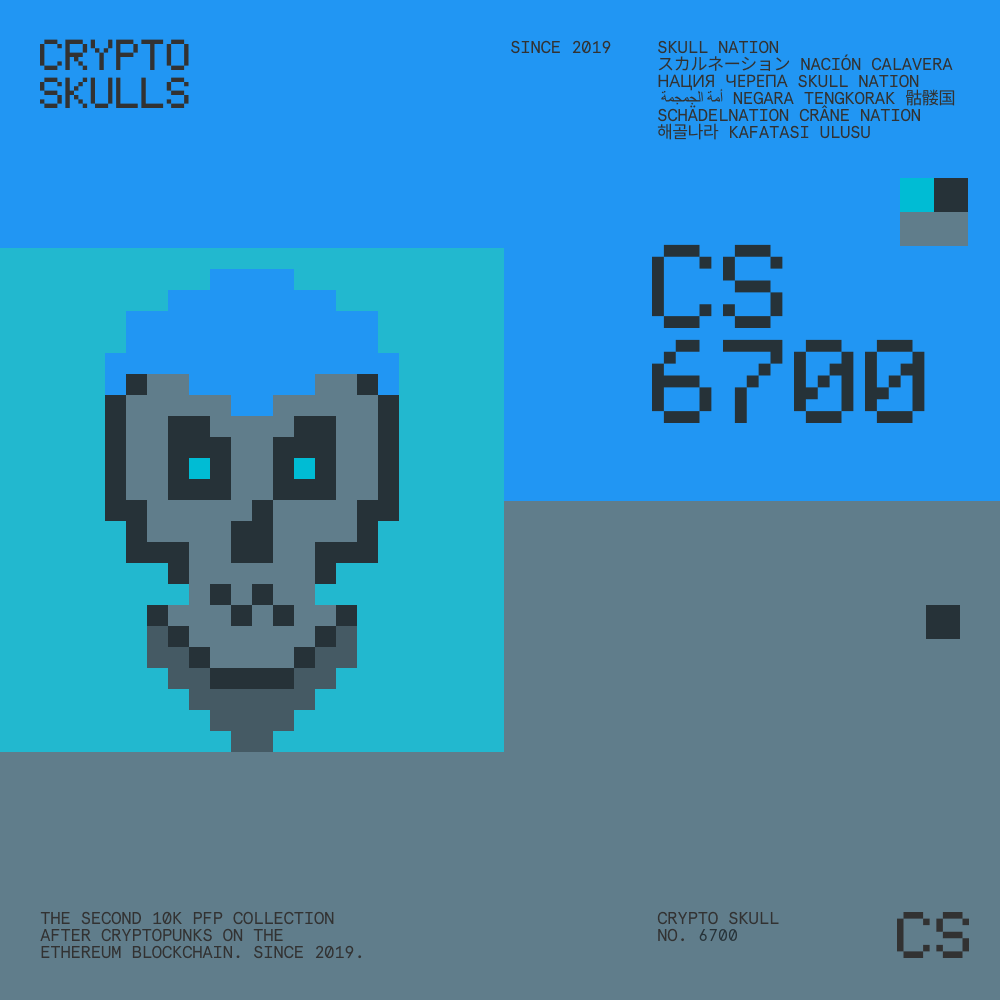 CRYPTO
SKULLS
SINCE 2019
SKULL NATION
スカルネーション NACIÓN CALAVERA
НАЦИЯ ЧЕРЕПА SKULL NATION
أمة الجمجمة NEGARA TENGKORAK 骷髅国
SCHÄDELNATION CRÂNE NATION
해골나라 KAFATASI ULUSU
CS
6700
THE SECOND 10K PFP COLLECTION
AFTER CRYPTOPUNKS ON THE
ETHEREUM BLOCKCHAIN. SINCE 2019.
CRYPTO SKULL
NO. 6700
CS